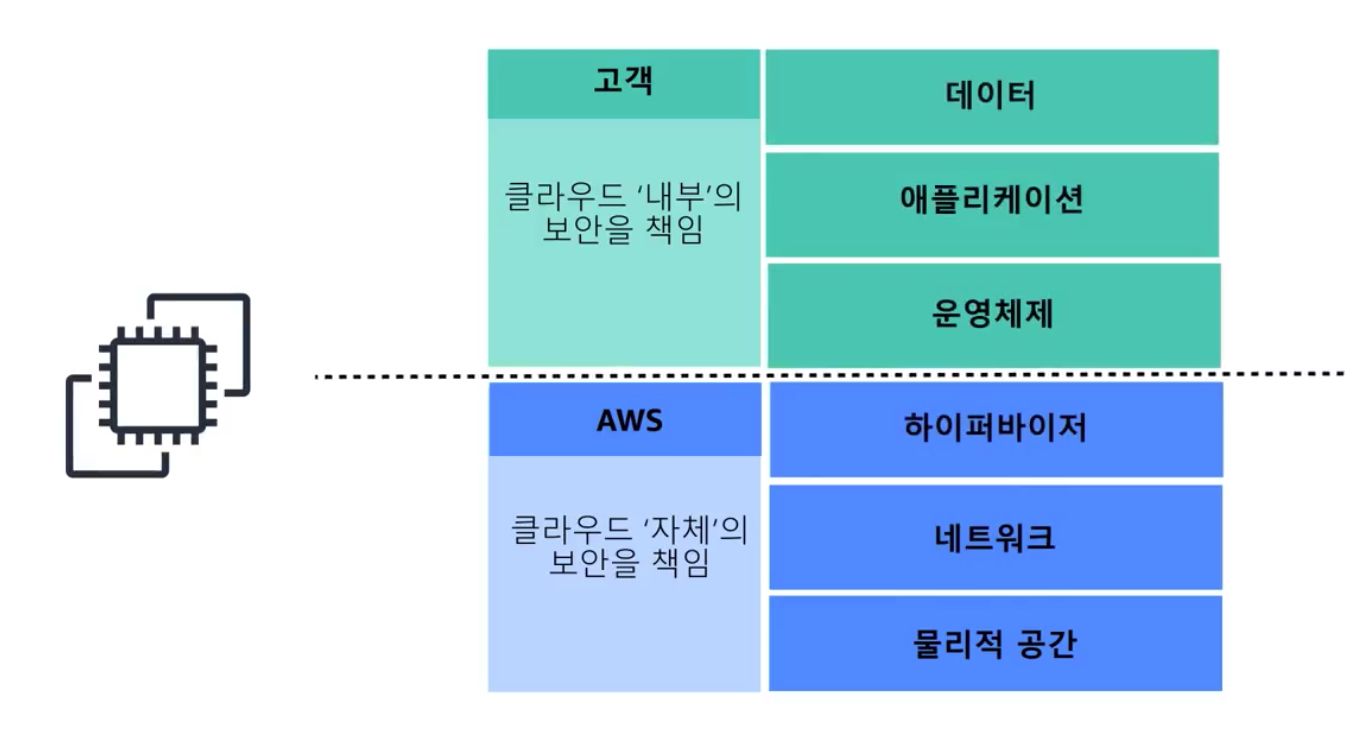 고객
클라우드 ‘내부’의
보안을 책임
데이터
애플리케이션
운영체제
AWS
클라우드 ‘자체’의
보안을 책임
하이퍼바이저
네트워크
물리적 공간